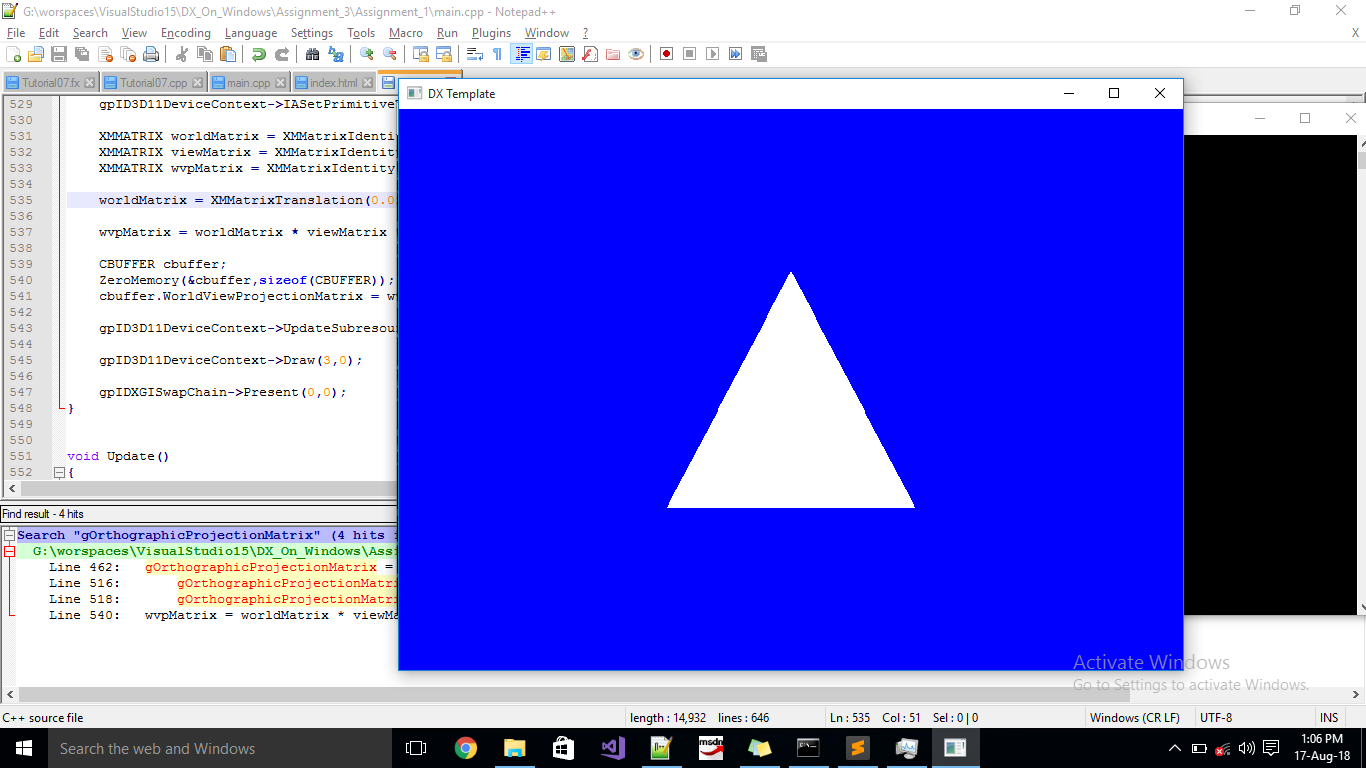 G:\worspaces\VisualStudio15\DX_On_Windows\Assignment_3\Assignment_1\main.cpp - Notepad++
File Edit Search View Encoding Language Settings Tools Macro Run Plugins Window ? X
Tutorial07.fx Tutorial07.cpp main.cpp index.html
DX Template
529 gpID3D11DeviceContext->IASetPrimitive
530
531 XMMATRIX worldMatrix = XMMatrixIdenti
532 XMMATRIX viewMatrix = XMMatrixIdentit
533 XMMATRIX wvpMatrix = XMMatrixIdentity
534
535 worldMatrix = XMMatrixTranslation(0.0
536
537 wvpMatrix = worldMatrix * viewMatrix
538
539 CBUFFER cbuffer;
540 ZeroMemory(&cbuffer,sizeof(CBUFFER));
541 cbuffer.WorldViewProjectionMatrix = w
542
543 gpID3D11DeviceContext->UpdateSubresou
544
545 gpID3D11DeviceContext->Draw(3,0);
546
547 gpIDXGISwapChain->Present(0,0);
548 }
549
550
551 void Update()
552 {
Find result - 4 hits
Search "gOrthographicProjectionMatrix" (4 hits
G:\worspaces\VisualStudio15\DX_On_Windows\Assi
Line 462: gOrthographicProjectionMatrix =
Line 516: gOrthographicProjectionMatri
Line 518: gOrthographicProjectionMatri
Line 540: wvpMatrix = worldMatrix * viewMa
Activate Windows
Go to Settings to activate Windows.
C++ source file length : 14,932 lines : 646 Ln : 535 Col : 51 Sel : 0 | 0 Windows (CR LF) UTF-8 INS
Search the web and Windows
msdn
1:06 PM
17-Aug-18